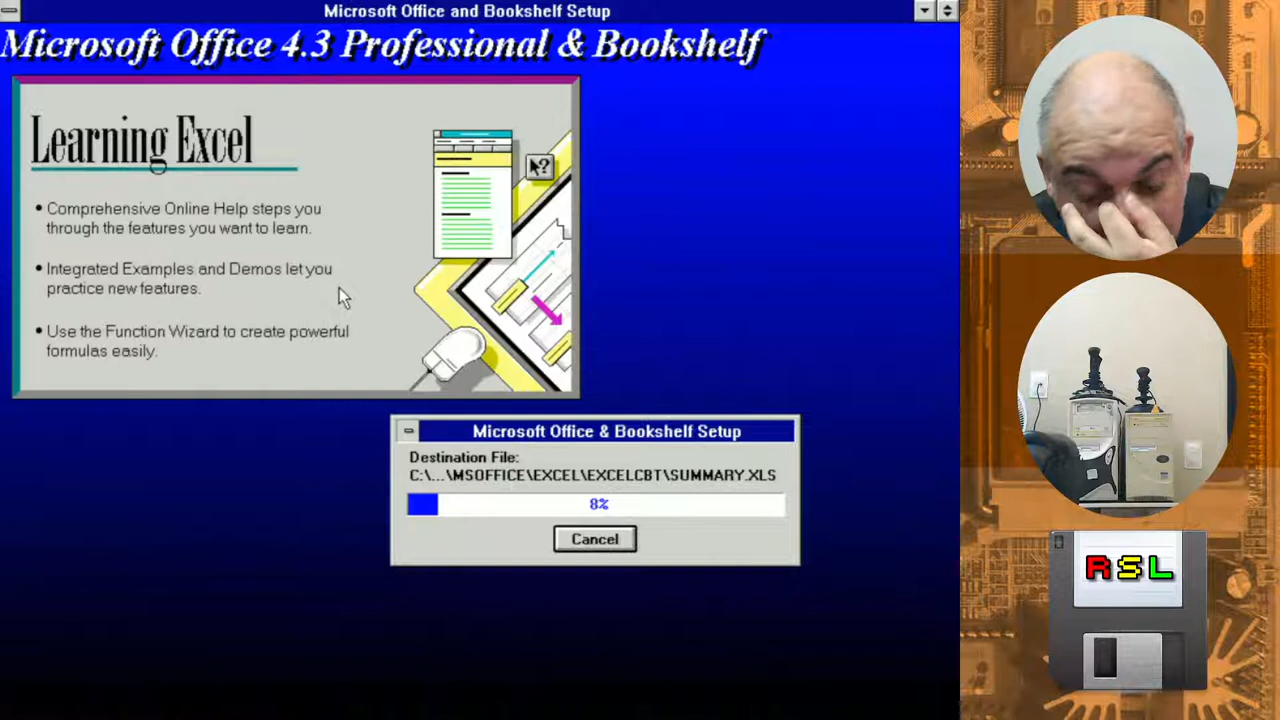 Microsoft Office and Bookshelf Setup
Microsoft Office 4.3 Professional & Bookshelf
Learning Excel
• Comprehensive Online Help steps you
through the features you want to learn.
• Integrated Examples and Demos let you
practice new features.
• Use the Function Wizard to create powerful
formulas easily.
?
Microsoft Office & Bookshelf Setup
Destination File:
C:\...\MSOFFICE\EXCEL\EXCELCBT\SUMMARY.XLS
8%
Cancel
RSL